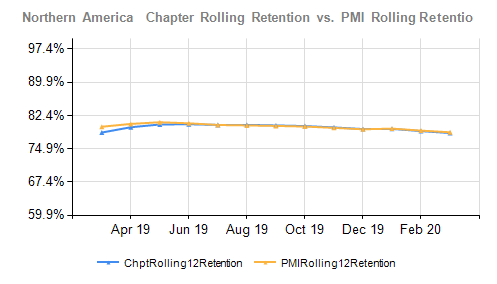 Northern America Chapter Rolling Retention vs. PMI Rolling Retentio
97.4%
89.9%
82.4%
74.9%
67.4%
59.9%
Apr 19 Jun 19 Aug 19 Oct 19 Dec 19 Feb 20
ChptRolling12Retention PMIRolling12Retention